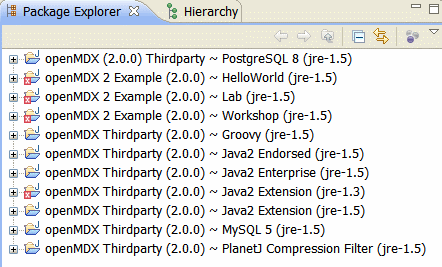 Package Explorer Hierarchy
openMDX (2.0.0) Thirdparty ~ PostgreSQL 8 (jre-1.5)
openMDX 2 Example (2.0.0) ~ HelloWorld (jre-1.5)
openMDX 2 Example (2.0.0) ~ Lab (jre-1.5)
openMDX 2 Example (2.0.0) ~ Workshop (jre-1.5)
openMDX Thirdparty (2.0.0) ~ Groovy (jre-1.5)
openMDX Thirdparty (2.0.0) ~ Java2 Endorsed (jre-1.5)
openMDX Thirdparty (2.0.0) ~ Java2 Enterprise (jre-1.5)
openMDX Thirdparty (2.0.0) ~ Java2 Extension (jre-1.3)
openMDX Thirdparty (2.0.0) ~ Java2 Extension (jre-1.5)
openMDX Thirdparty (2.0.0) ~ MySQL 5 (jre-1.5)
openMDX Thirdparty (2.0.0) ~ PlanetJ Compression Filter (jre-1.5)